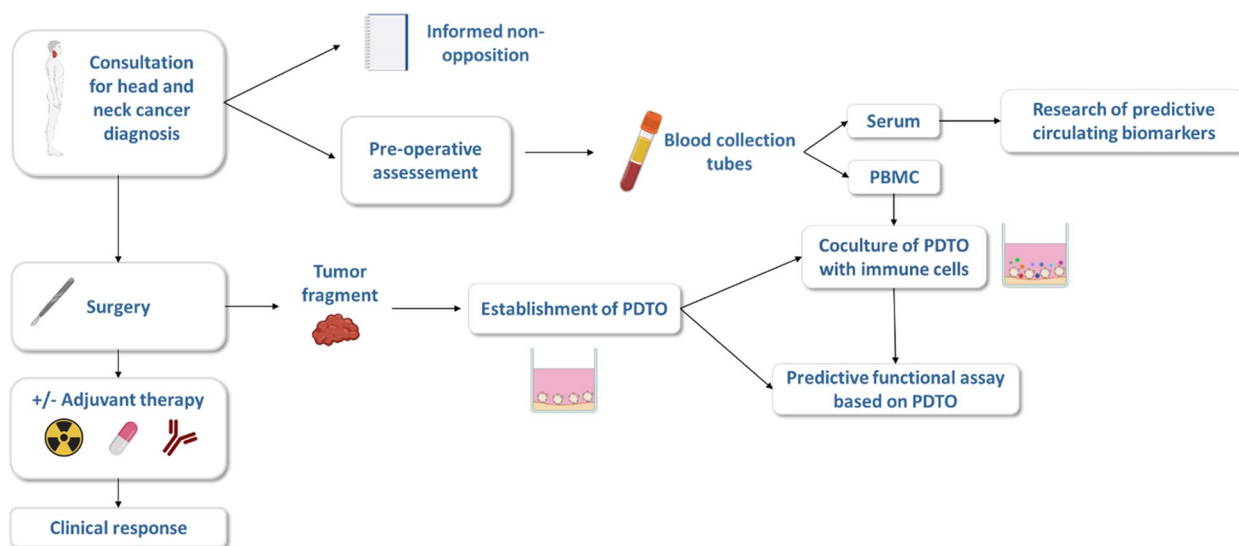 Consultation
for head and
neck cancer
diagnosis
Informed non-
opposition
Pre-operative
assessement
Blood collection
tubes
Serum
PBMC
Research of predictive
circulating biomarkers
Coculture of PDTO
with immune cells
Surgery
Tumor
fragment
Establishment of PDTO
Predictive functional assay
based on PDTO
+/- Adjuvant therapy
Clinical response